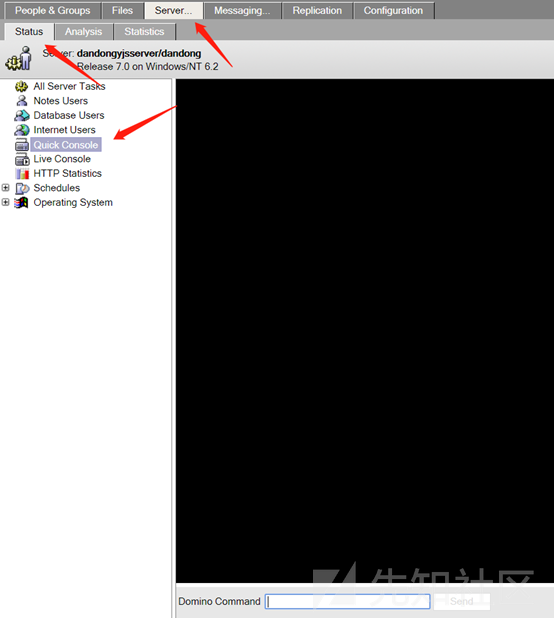 People & Groups Files Server... Messaging... Replication Configuration
Status Analysis Statistics
Server: dandongyjsserver/dandong
Release 7.0 on Windows/NT 6.2
All Server Tasks
Notes Users
Database Users
Internet Users
Quick Console
Live Console
HTTP Statistics
Schedules
Operating System
先知社区
Domino Command Send